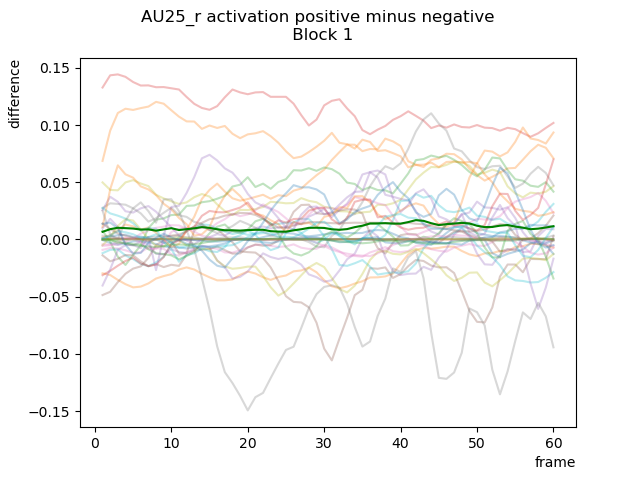 AU25_r activation positive minus negative
Block 1
difference
0.15
0.10
0.05
0.00
−0.05
−0.10
−0.15
0 10 20 30 40 50 60
frame